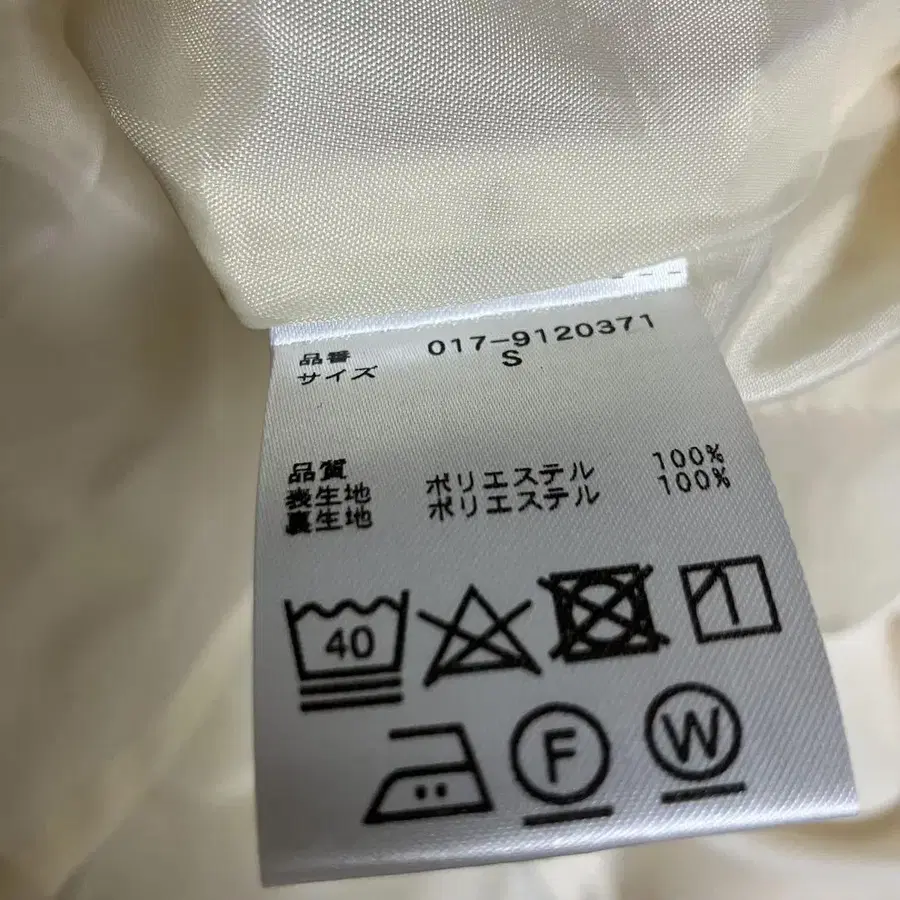 品番 017-9120371
サイズ S
品質
表生地 ポリエステル 100%
裏生地 ポリエステル 100%
40
F W